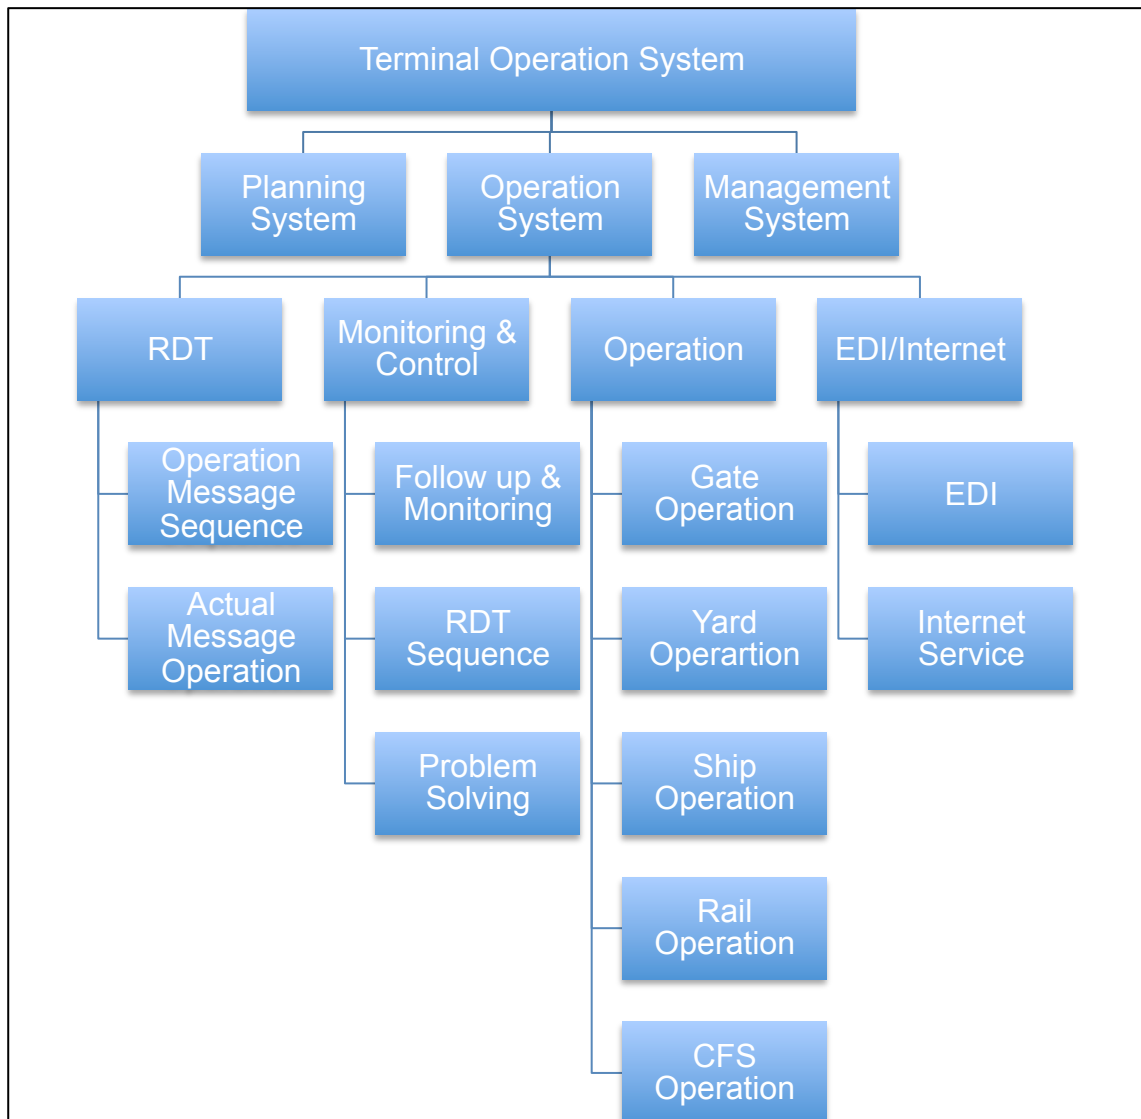 Terminal Operation System
Planning
System
Operation
System
Management
System
RDT
Monitoring &
Control
Operation
EDI/Internet
Operation
Message
Sequence
Follow up &
Monitoring
Gate
Operation
EDI
Actual
Message
Operation
RDT
Sequence
Yard
Operartion
Internet
Service
Problem
Solving
Ship
Operation
Rail
Operation
CFS
Operation